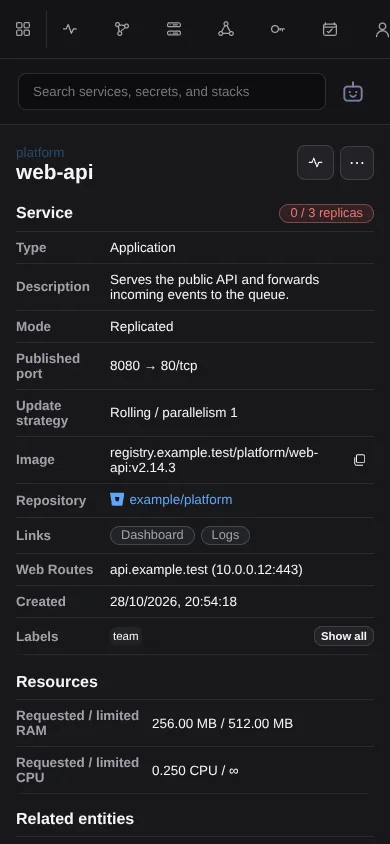 Search services, secrets, and stacks
platform
web-api
Service
0 / 3 replicas
Type
Application
Description
Serves the public API and forwards
incoming events to the queue.
Mode
Replicated
Published
port
8080 → 80/tcp
Update
strategy
Rolling / parallelism 1
Image
registry.example.test/platform/web-
api:v2.14.3
Repository
example/platform
Links
Dashboard
Logs
Web Routes
api.example.test (10.0.0.12:443)
Created
28/10/2026, 20:54:18
Labels
team
Show all
Resources
Requested / limited
RAM
256.00 MB / 512.00 MB
Requested / limited
CPU
0.250 CPU / ∞
Related entities